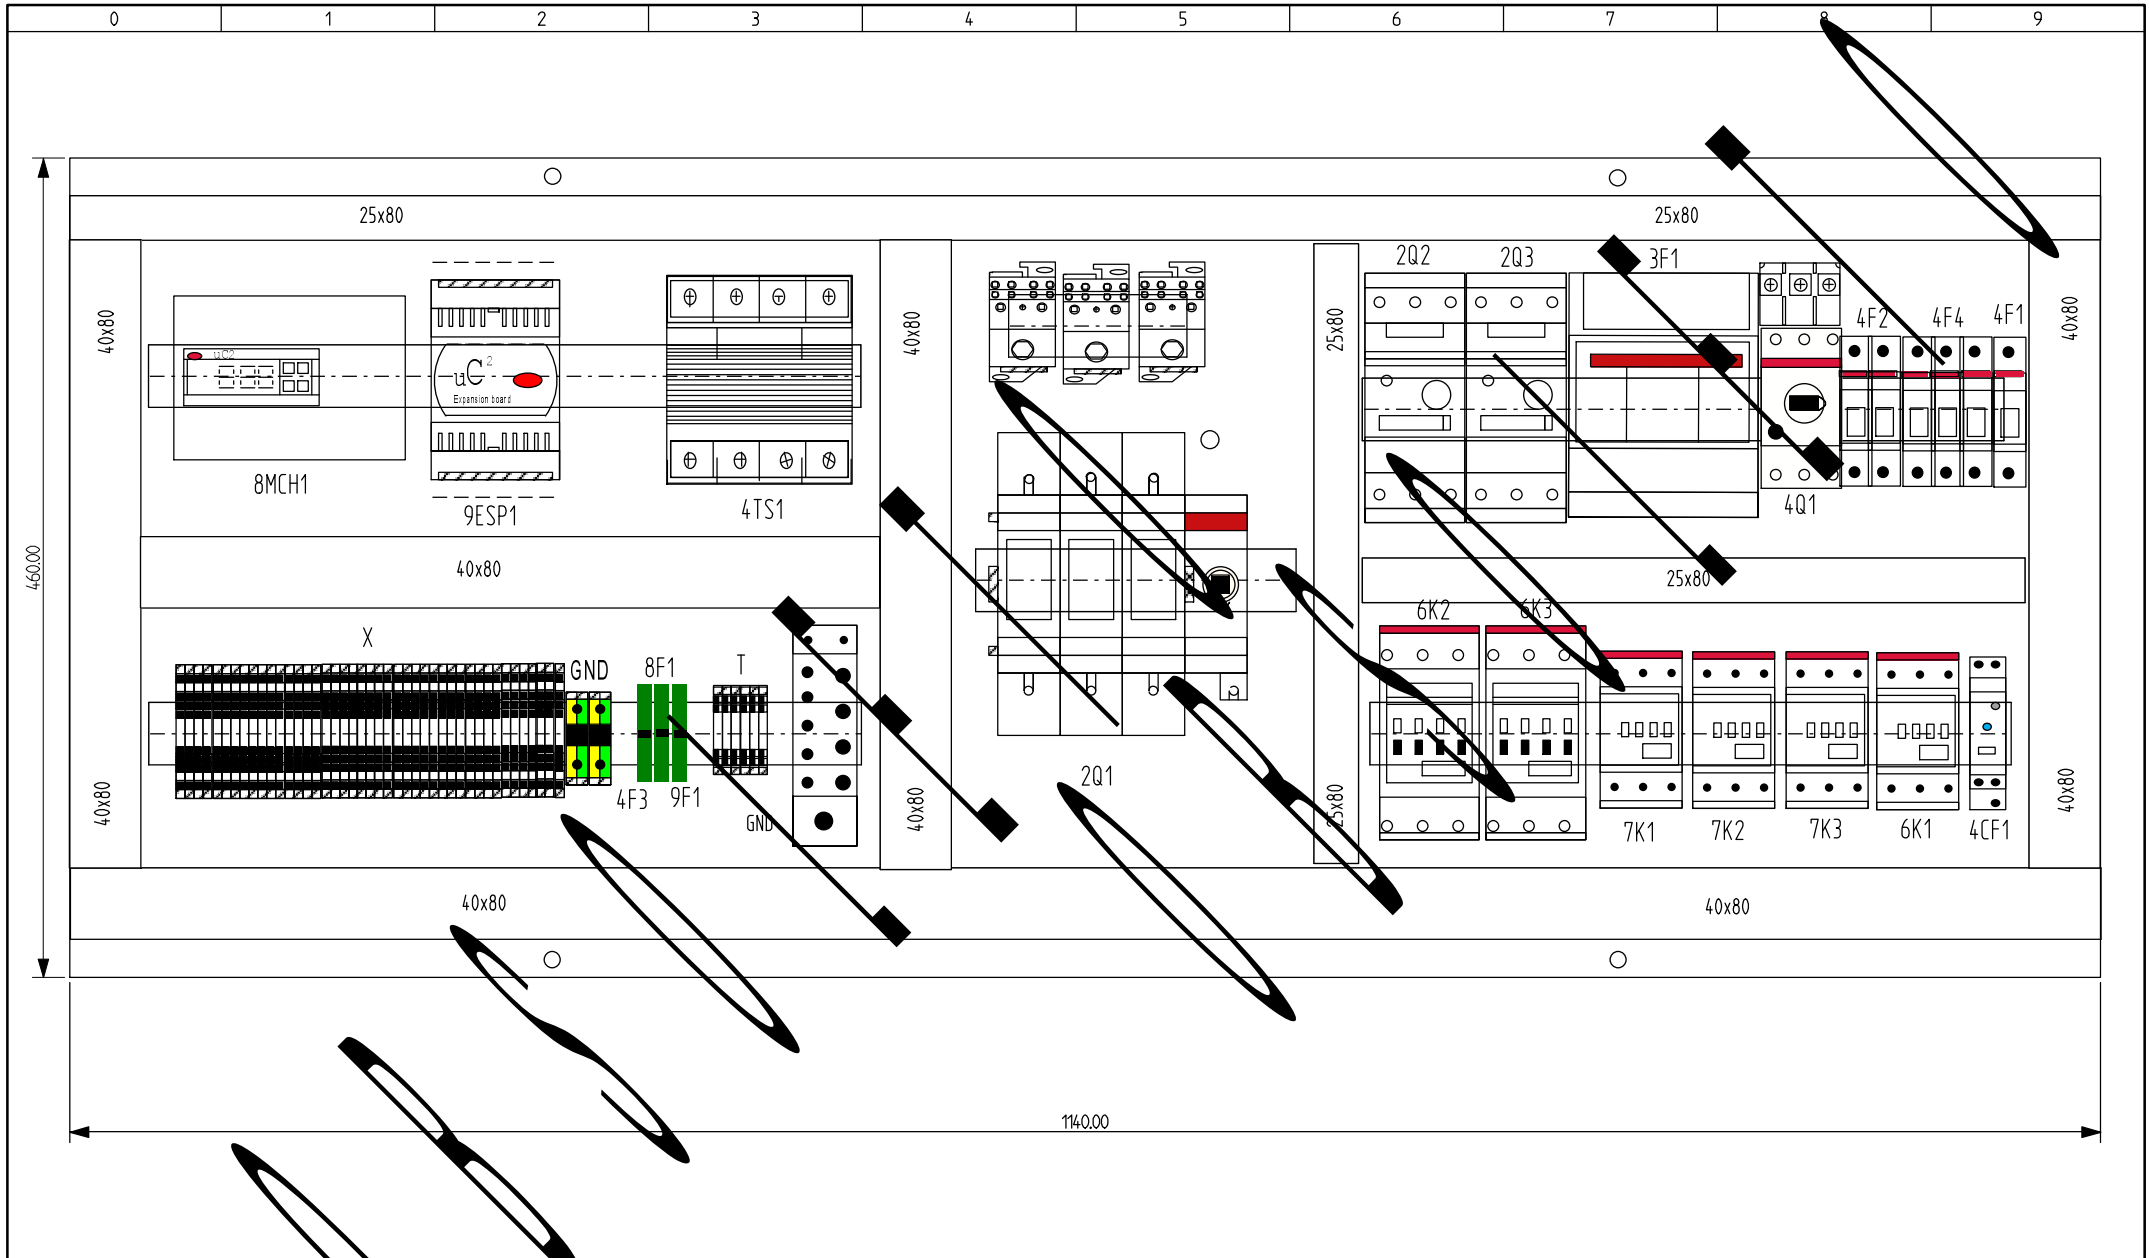 0 1 2 3 4 5 6 7 8 9
25x80 25x80
2Q2 2Q3 3F1
40x80 40x80 25x80 4F2 4F4 4F1 40x80
uC2
uC2
Expansion board
8MCH1 9ESP1 4TS1 4Q1
460.00
40x80 25x80
X GND 8F1 T 6K2 6K3
2Q1
40x80 4F3 9F1 GND 40x80 25x80 7K1 7K2 7K3 6K1 4CF1 40x80
40x80 40x80
1140.00